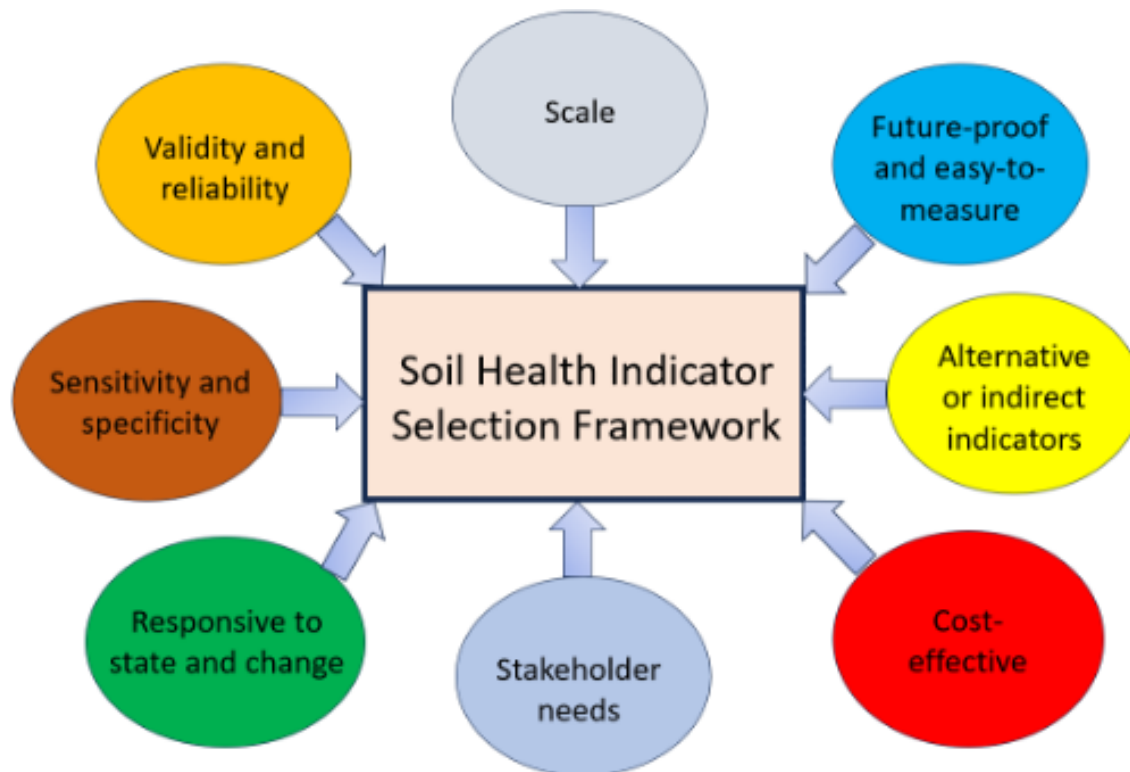 Scale
Validity and
reliability
Future-proof
and easy-to-
measure
Soil Health Indicator
Selection Framework
Sensitivity and
specificity
Alternative
or indirect
indicators
Responsive to
state and change
Stakeholder
needs
Cost-
effective